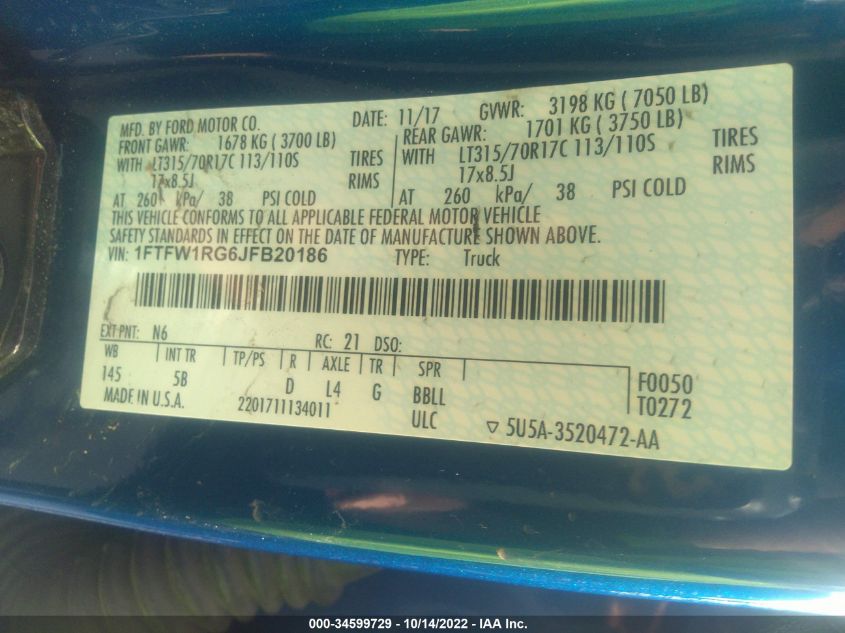 MFD. BY FORD MOTOR CO. DATE: 11/17 GVWR: 3198 KG ( 7050 LB)
FRONT GAWR: 1678 KG ( 3700 LB) REAR GAWR: 1701 KG ( 3750 LB)
WITH LT315/70R17C 113/110S TIRES WITH LT315/70R17C 113/110S TIRES
17x8.5J RIMS 17x8.5J RIMS
AT 260 kPa/ 38 PSI COLD AT 260 kPa/ 38 PSI COLD
THIS VEHICLE CONFORMS TO ALL APPLICABLE FEDERAL MOTOR VEHICLE
SAFETY STANDARDS IN EFFECT ON THE DATE OF MANUFACTURE SHOWN ABOVE.
VIN: 1FTFW1RG6JFB20186 TYPE: Truck
EXT PNT: N6 RC: 21 DSO:
WB INT TR TP/PS R AXLE TR SPR
145 5B D L4 G BBLL F0050
MADE IN U.S.A. 2201711134011 ULC T0272
▽ 5U5A-3520472-AA
000-34599729 - 10/14/2022 - IAA Inc.